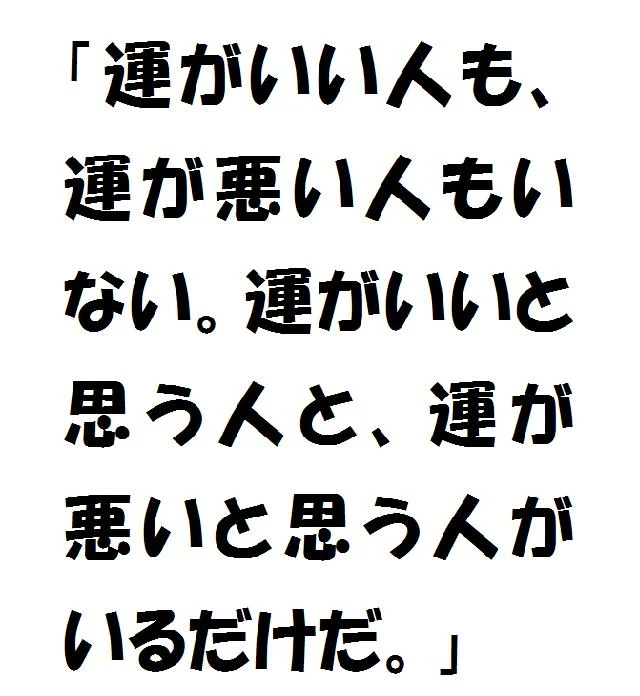 「運がいい人も、
運が悪い人もい
ない。運がいいと
思う人と、運が
悪いと思う人が
いるだけだ。」